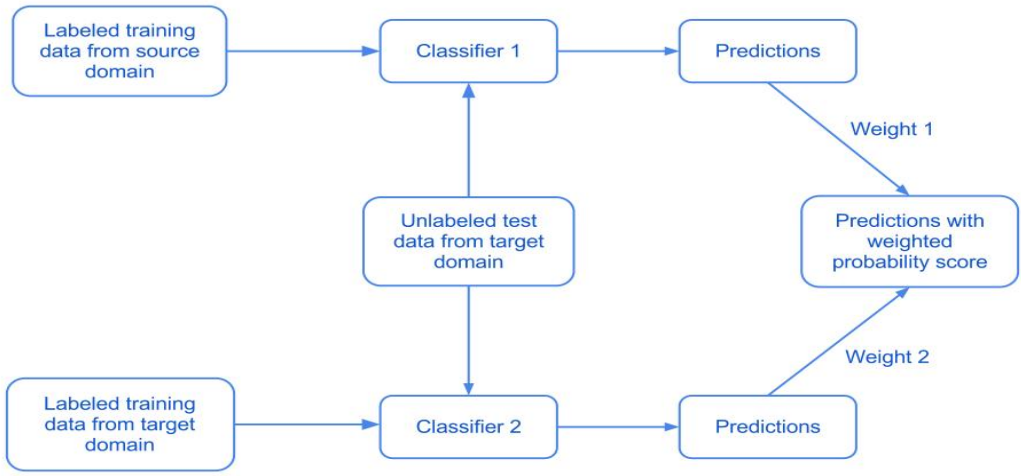 Labeled training
data from source
domain
Classifier 1
Predictions
Weight 1
Unlabeled test
data from target
domain
Predictions with
weighted
probability score
Weight 2
Labeled training
data from target
domain
Classifier 2
Predictions